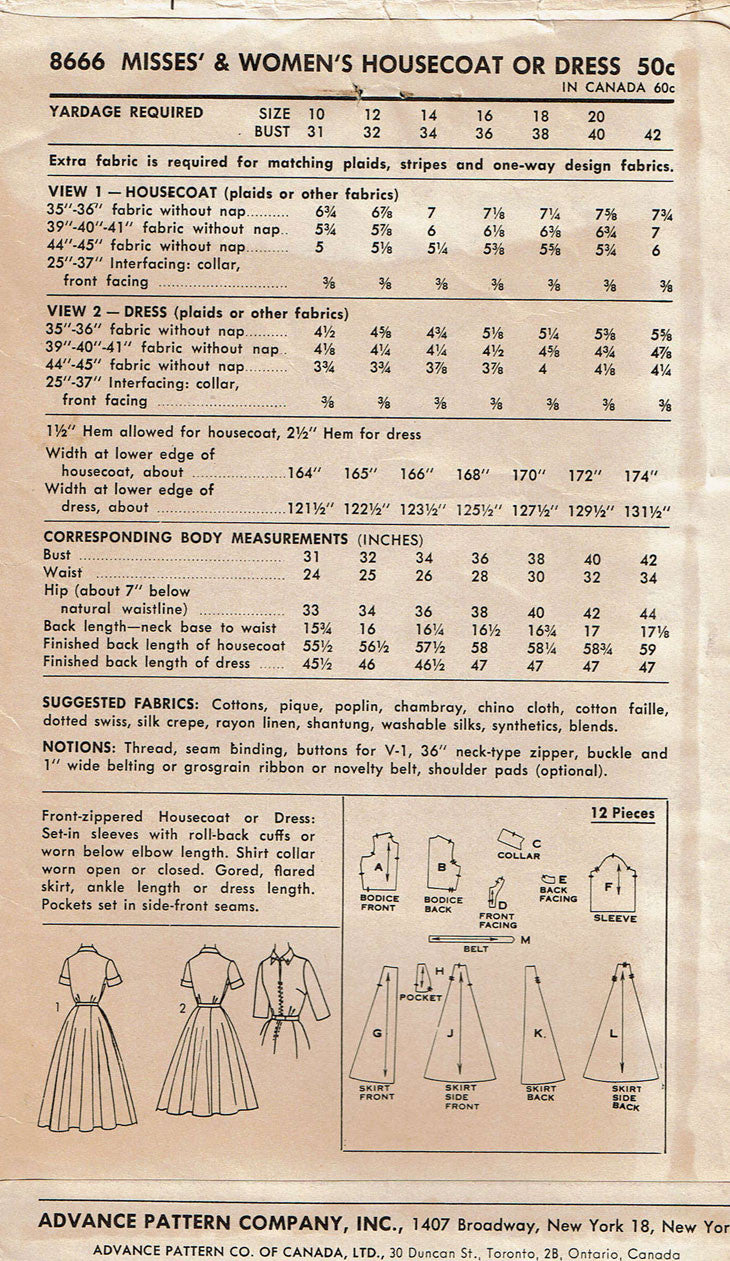 8666 MISSES' & WOMEN'S HOUSECOAT OR DRESS 50c
IN CANADA 60c
YARDAGE REQUIRED SIZE 10 12 14 16 18 20
BUST 31 32 34 36 38 40 42
Extra fabric is required for matching plaids, stripes and one-way design fabrics.
VIEW 1 — HOUSECOAT (plaids or other fabrics)
35"-36" fabric without nap.......... 6¾ 6⅞ 7 7⅛ 7¼ 7⅝ 7¾
39"-40"-41" fabric without nap.. 5¾ 5⅞ 6 6⅛ 6⅜ 6¾ 7
44"-45" fabric without nap.......... 5 5⅛ 5¼ 5⅜ 5⅝ 5¾ 6
25"-37" Interfacing: collar,
front facing .............................. ⅜ ⅜ ⅜ ⅜ ⅜ ⅜ ⅜
VIEW 2 — DRESS (plaids or other fabrics)
35"-36" fabric without nap.......... 4½ 4⅝ 4¾ 5⅛ 5¼ 5⅜ 5⅝
39"-40"-41" fabric without nap.. 4⅛ 4¼ 4¼ 4½ 4⅝ 4¾ 4⅞
44"-45" fabric without nap.......... 3¾ 3¾ 3⅞ 3⅞ 4 4⅛ 4¼
25"-37" Interfacing: collar,
front facing .............................. ⅜ ⅜ ⅜ ⅜ ⅜ ⅜ ⅜
1½" Hem allowed for housecoat, 2½" Hem for dress
Width at lower edge of
housecoat, about ......................164" 165" 166" 168" 170" 172" 174"
Width at lower edge of
dress, about ..............................121½" 122½" 123½" 125½" 127½" 129½" 131½"
CORRESPONDING BODY MEASUREMENTS (INCHES)
Bust .................................................. 31 32 34 36 38 40 42
Waist .............................................. 24 25 26 28 30 32 34
Hip (about 7" below
natural waistline) .................... 33 34 36 38 40 42 44
Back length—neck base to waist 15¾ 16 16¼ 16½ 16¾ 17 17⅛
Finished back length of housecoat 55½ 56½ 57½ 58 58¼ 58¾ 59
Finished back length of dress ...... 45½ 46 46½ 47 47 47 47
SUGGESTED FABRICS: Cottons, pique, poplin, chambray, chino cloth, cotton faille,
dotted swiss, silk crepe, rayon linen, shantung, washable silks, synthetics, blends.
NOTIONS: Thread, seam binding, buttons for V-1, 36" neck-type zipper, buckle and
1" wide belting or grosgrain ribbon or novelty belt, shoulder pads (optional).
Front-zippered Housecoat or Dress:
Set-in sleeves with roll-back cuffs or
worn below elbow length. Shirt collar
worn open or closed. Gored, flared
skirt, ankle length or dress length.
Pockets set in side-front seams.
1
2
12 Pieces
A
BODICE
FRONT
B
BODICE
BACK
C
COLLAR
D
FRONT
FACING
E
BACK
FACING
F
SLEEVE
M
BELT
G
SKIRT
FRONT
H
POCKET
J
SKIRT
SIDE
FRONT
K
SKIRT
BACK
L
SKIRT
SIDE
BACK
ADVANCE PATTERN COMPANY, INC., 1407 Broadway, New York 18, New Yor
ADVANCE PATTERN CO. OF CANADA, LTD., 30 Duncan St., Toronto, 2B, Ontario, Canada